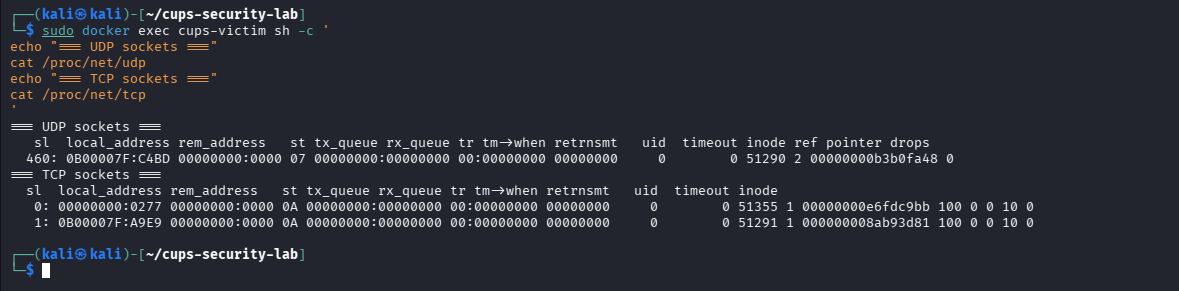 ┌──(kali㉿kali)-[~/cups-security-lab]
└─$ sudo docker exec cups-victim sh -c '
echo "=== UDP sockets ==="
cat /proc/net/udp
echo "=== TCP sockets ==="
cat /proc/net/tcp
'
=== UDP sockets ===
   sl  local_address rem_address   st tx_queue rx_queue tr tm->when retrnsmt   uid  timeout inode ref pointer drops
  460: 0B00007F:C4BD 00000000:0000 07 00000000:00000000 00:00000000 00000000     0        0 51290 2 00000000b3b0fa48 0
=== TCP sockets ===
  sl  local_address rem_address   st tx_queue rx_queue tr tm->when retrnsmt   uid  timeout inode
   0: 00000000:0277 00000000:0000 0A 00000000:00000000 00:00000000 00000000     0        0 51355 1 00000000e6fdc9bb 100 0 0 10 0
   1: 0B00007F:A9E9 00000000:0000 0A 00000000:00000000 00:00000000 00000000     0        0 51291 1 000000008ab93d81 100 0 0 10 0
┌──(kali㉿kali)-[~/cups-security-lab]
└─$